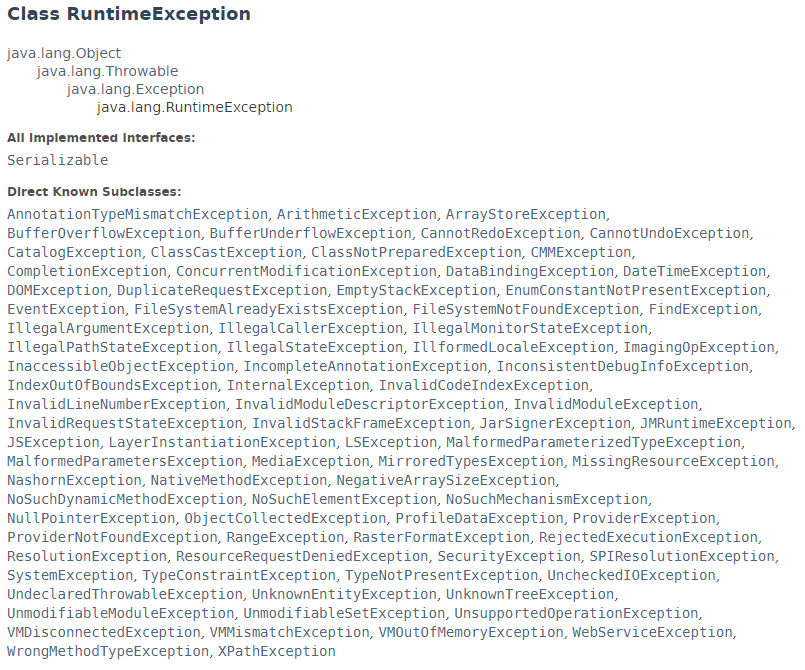 Class RuntimeException
java.lang.Object
java.lang.Throwable
java.lang.Exception
java.lang.RuntimeException
All Implemented Interfaces:
Serializable
Direct Known Subclasses:
AnnotationTypeMismatchException, ArithmeticException, ArrayStoreException,
BufferOverflowException, BufferUnderflowException, CannotRedoException, CannotUndoException,
CatalogException, ClassCastException, ClassNotPreparedException, CMMException,
CompletionException, ConcurrentModificationException, DataBindingException, DateTimeException,
DOMException, DuplicateRequestException, EmptyStackException, EnumConstantNotPresentException,
EventException, FileSystemAlreadyExistsException, FileSystemNotFoundException, FindException,
IllegalArgumentException, IllegalCallerException, IllegalMonitorStateException,
IllegalPathStateException, IllegalStateException, IllformedLocaleException, ImagingOpException,
InaccessibleObjectException, IncompleteAnnotationException, InconsistentDebugInfoException,
IndexOutOfBoundsException, InternalException, InvalidCodeIndexException,
InvalidLineNumberException, InvalidModuleDescriptorException, InvalidModuleException,
InvalidRequestStateException, InvalidStackFrameException, JarSignerException, JMRuntimeException,
JSException, LayerInstantiationException, LSException, MalformedParameterizedTypeException,
MalformedParametersException, MediaException, MirroredTypesException, MissingResourceException,
NashornException, NativeMethodException, NegativeArraySizeException,
NoSuchDynamicMethodException, NoSuchElementException, NoSuchMechanismException,
NullPointerException, ObjectCollectedException, ProfileDataException, ProviderException,
ProviderNotFoundException, RangeException, RasterFormatException, RejectedExecutionException,
ResolutionException, ResourceRequestDeniedException, SecurityException, SPIResolutionException,
SystemException, TypeConstraintException, TypeNotPresentException, UncheckedIOException,
UndeclaredThrowableException, UnknownEntityException, UnknownTreeException,
UnmodifiableModuleException, UnmodifiableSetException, UnsupportedOperationException,
VMDisconnectedException, VMMismatchException, VMOutOfMemoryException, WebServiceException,
WrongMethodTypeException, XPathException